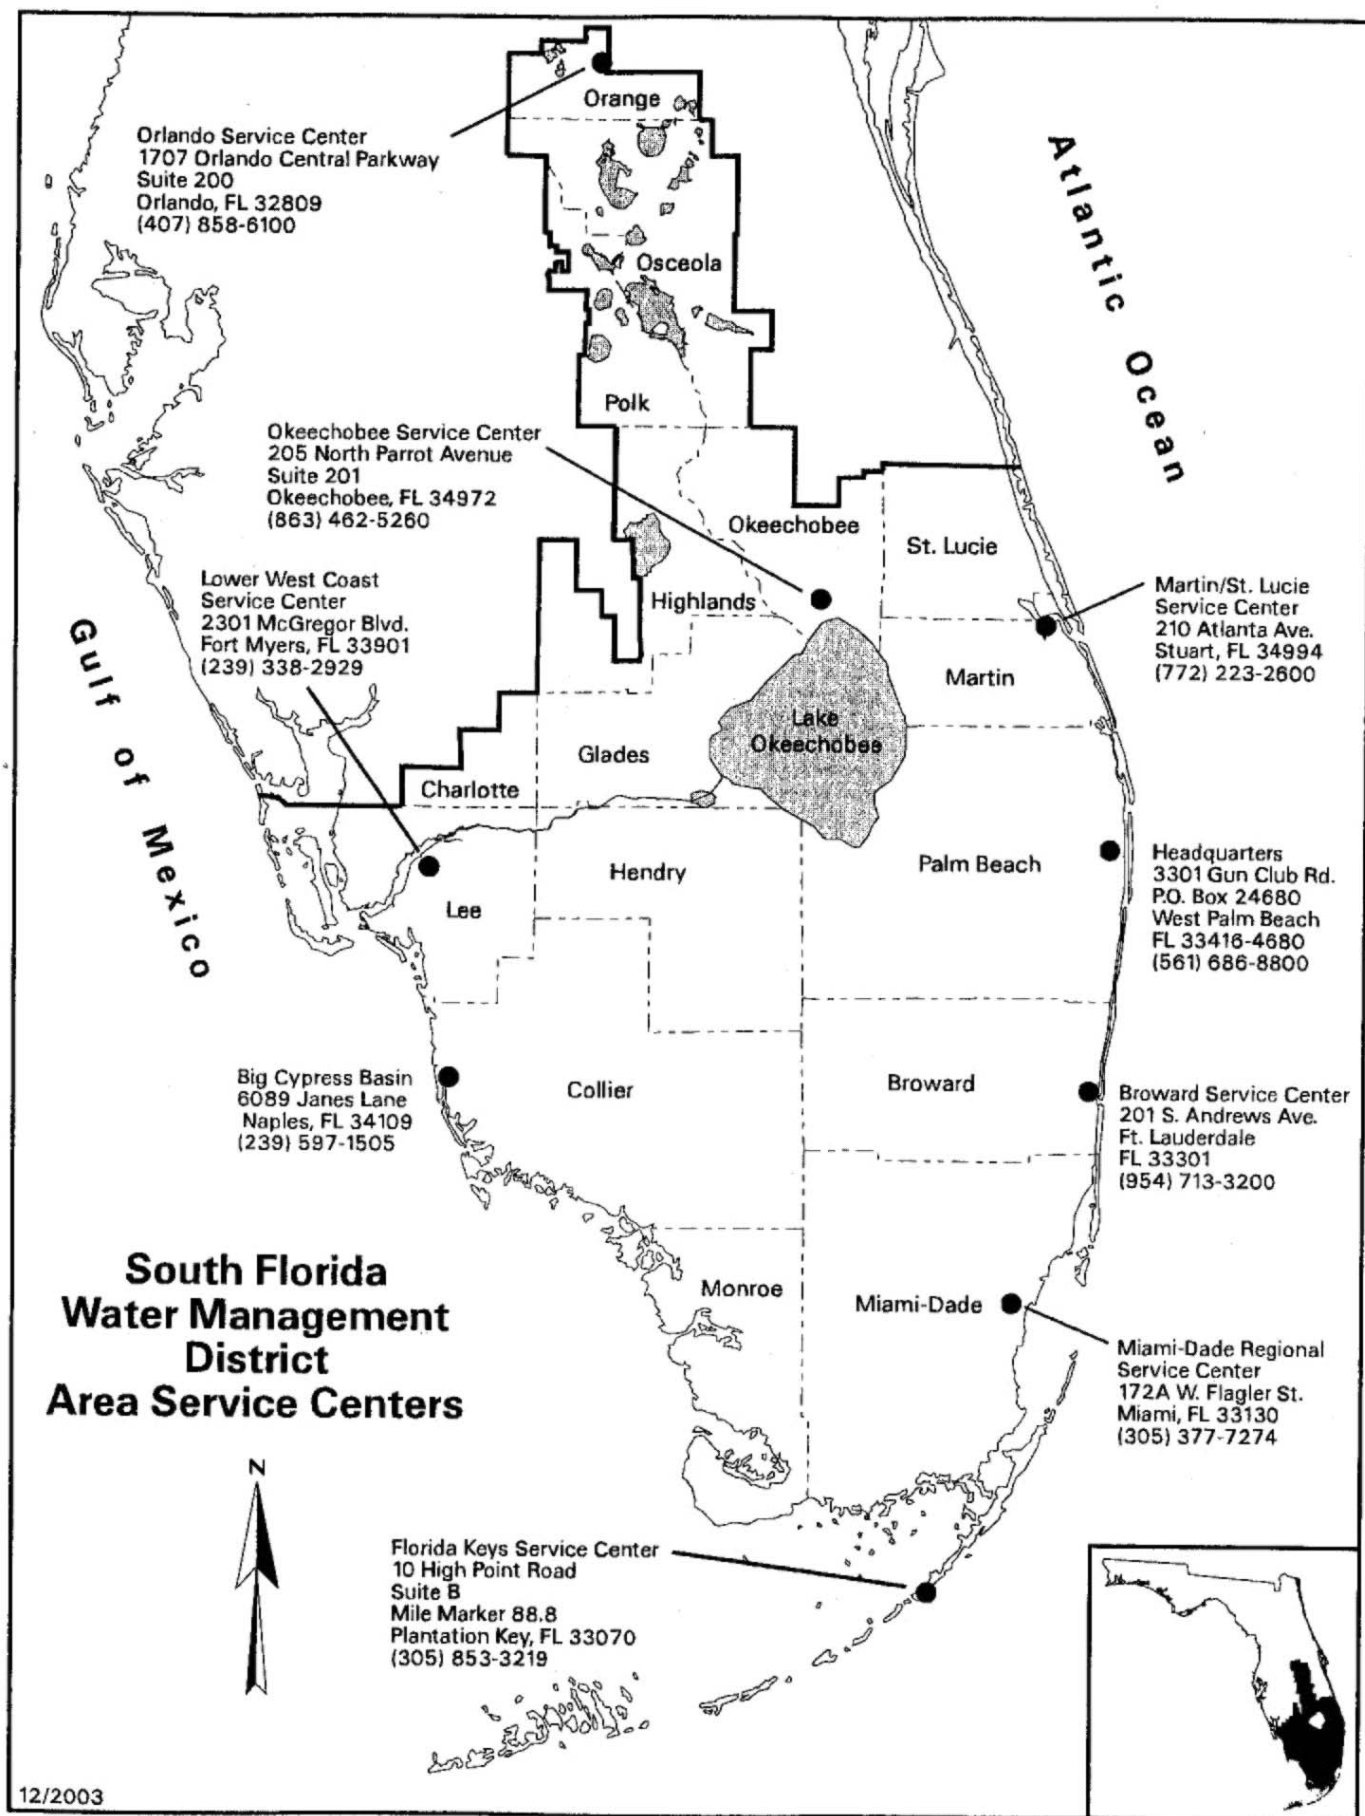 Orange
Orlando Service Center
1707 Orlando Central Parkway
Suite 200
Orlando, FL 32809
(407) 858-6100
Atlantic Ocean
Osceola
Polk
Okeechobee Service Center
205 North Parrot Avenue
Suite 201
Okeechobee, FL 34972
(863) 462-5260
Okeechobee
St. Lucie
Lower West Coast
Service Center
2301 McGregor Blvd.
Fort Myers, FL 33901
(239) 338-2929
Highlands
Martin/St. Lucie
Service Center
210 Atlanta Ave.
Stuart, FL 34994
(772) 223-2600
Gulf of Mexico
Martin
Lake
Okeechobee
Glades
Charlotte
Hendry
Palm Beach
Headquarters
3301 Gun Club Rd.
P.O. Box 24680
West Palm Beach
FL 33416-4680
(561) 686-8800
Lee
Big Cypress Basin
6089 Janes Lane
Naples, FL 34109
(239) 597-1505
Collier
Broward
Broward Service Center
201 S. Andrews Ave.
Ft. Lauderdale
FL 33301
(954) 713-3200
South Florida
Water Management
District
Area Service Centers
Monroe
Miami-Dade
Miami-Dade Regional
Service Center
172A W. Flagler St.
Miami, FL 33130
(305) 377-7274
N
Florida Keys Service Center
10 High Point Road
Suite B
Mile Marker 88.8
Plantation Key, FL 33070
(305) 853-3219
12/2003